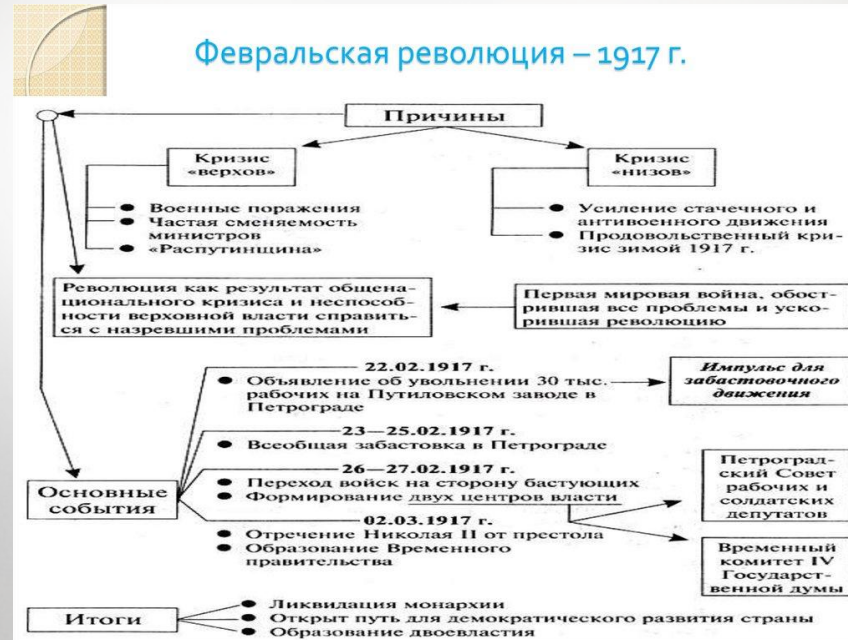 Февральская революция – 1917 г.
Причины
Кризис
«верхов»
Кризис
«низов»
Военные поражения
Частая сменяемость
министров
«Распутинщина»
Усиление стачечного и
антивоенного движения
Продовольственный кри-
зис зимой 1917 г.
Революция как результат общена-
ционального кризиса и неспособ-
ности верховной власти справить-
ся с назревшими проблемами
Первая мировая война, обост-
рившая все проблемы и уско-
рившая революцию
22.02.1917 г.
Объявление об увольнении 30 тыс.
рабочих на Путиловском заводе в
Петрограде
Импульс для
забастовочного
движения
23—25.02.1917 г.
Всеобщая забастовка в Петрограде
26—27.02.1917 г.
Переход войск на сторону бастующих
Формирование двух центров власти
Основные
события
Петроград-
ский Совет
рабочих и
солдатских
депутатов
02.03.1917 г.
Отречение Николая II от престола
Образование Временного
правительства
Временный
комитет IV
Государст-
венной думы
Итоги
Ликвидация монархии
Открыт путь для демократического развития страны
Образование двоевластия